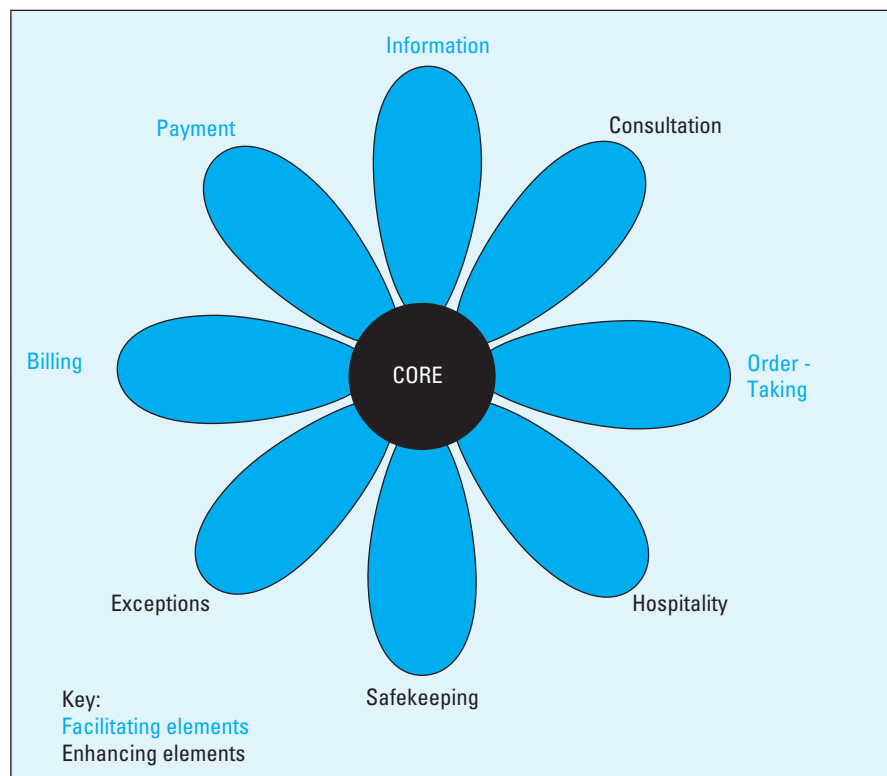 Information
Payment
Consultation
CORE
Billing
Order -
Taking
Exceptions
Hospitality
Safekeeping
Key:
Facilitating elements
Enhancing elements